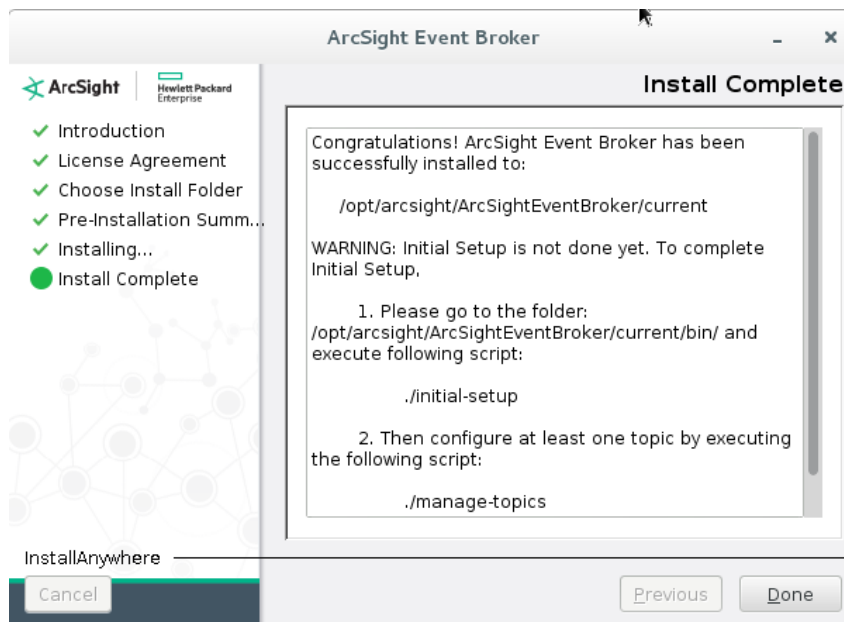 ArcSight Event Broker
ArcSight
Hewlett Packard
Enterprise
Install Complete
Introduction
License Agreement
Choose Install Folder
Pre-Installation Summ...
Installing...
Install Complete
Congratulations! ArcSight Event Broker has been
successfully installed to:
/opt/arcsight/ArcSightEventBroker/current
WARNING: Initial Setup is not done yet. To complete
Initial Setup,
1. Please go to the folder:
/opt/arcsight/ArcSightEventBroker/current/bin/ and
execute following script:
./initial-setup
2. Then configure at least one topic by executing
the following script:
./manage-topics
InstallAnywhere
Cancel
Previous
Done